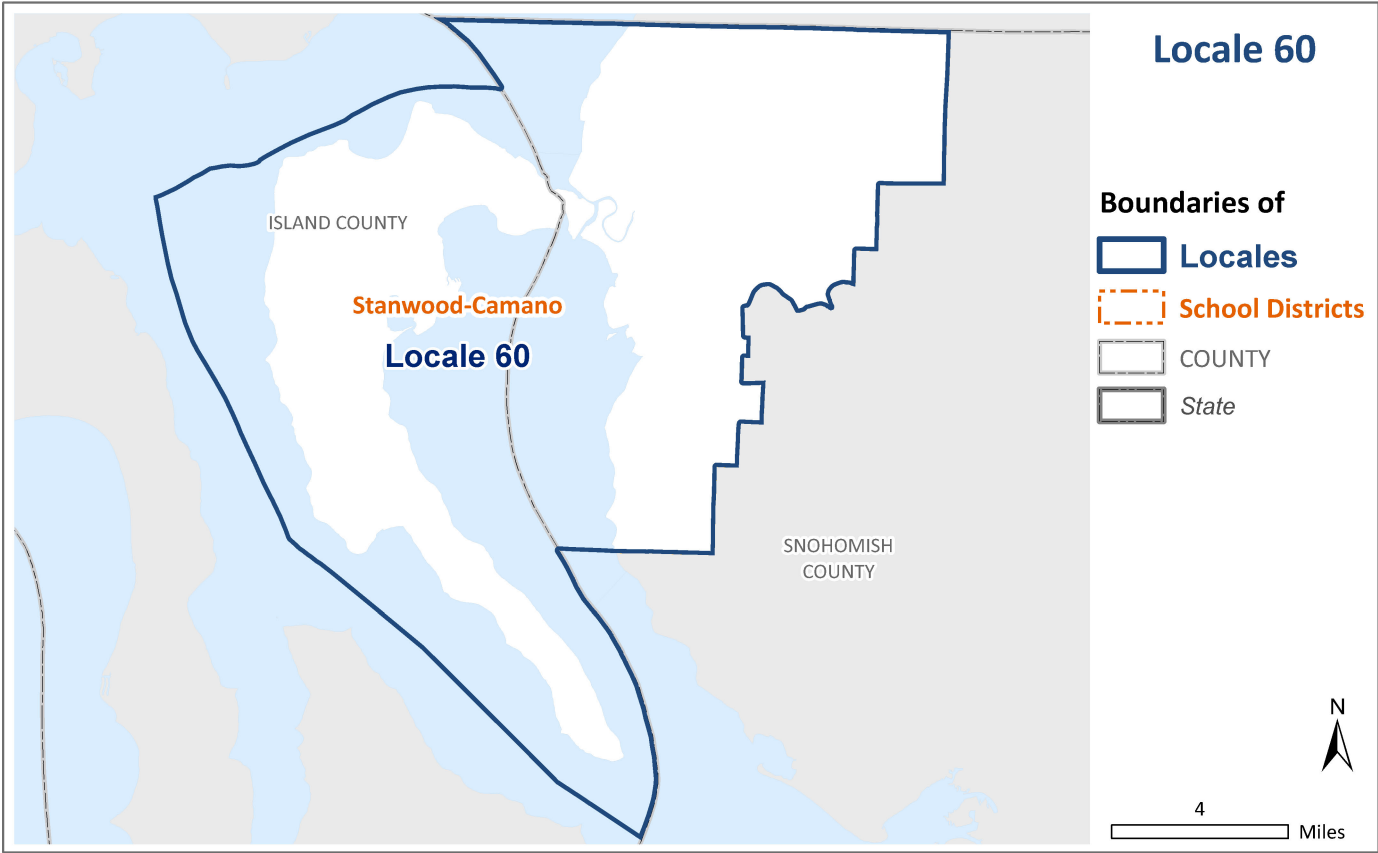 Locale 60
ISLAND COUNTY
Stanwood-Camano
Locale 60
SNOHOMISH
COUNTY
Boundaries of
Locales
School Districts
COUNTY
State
N
4
Miles